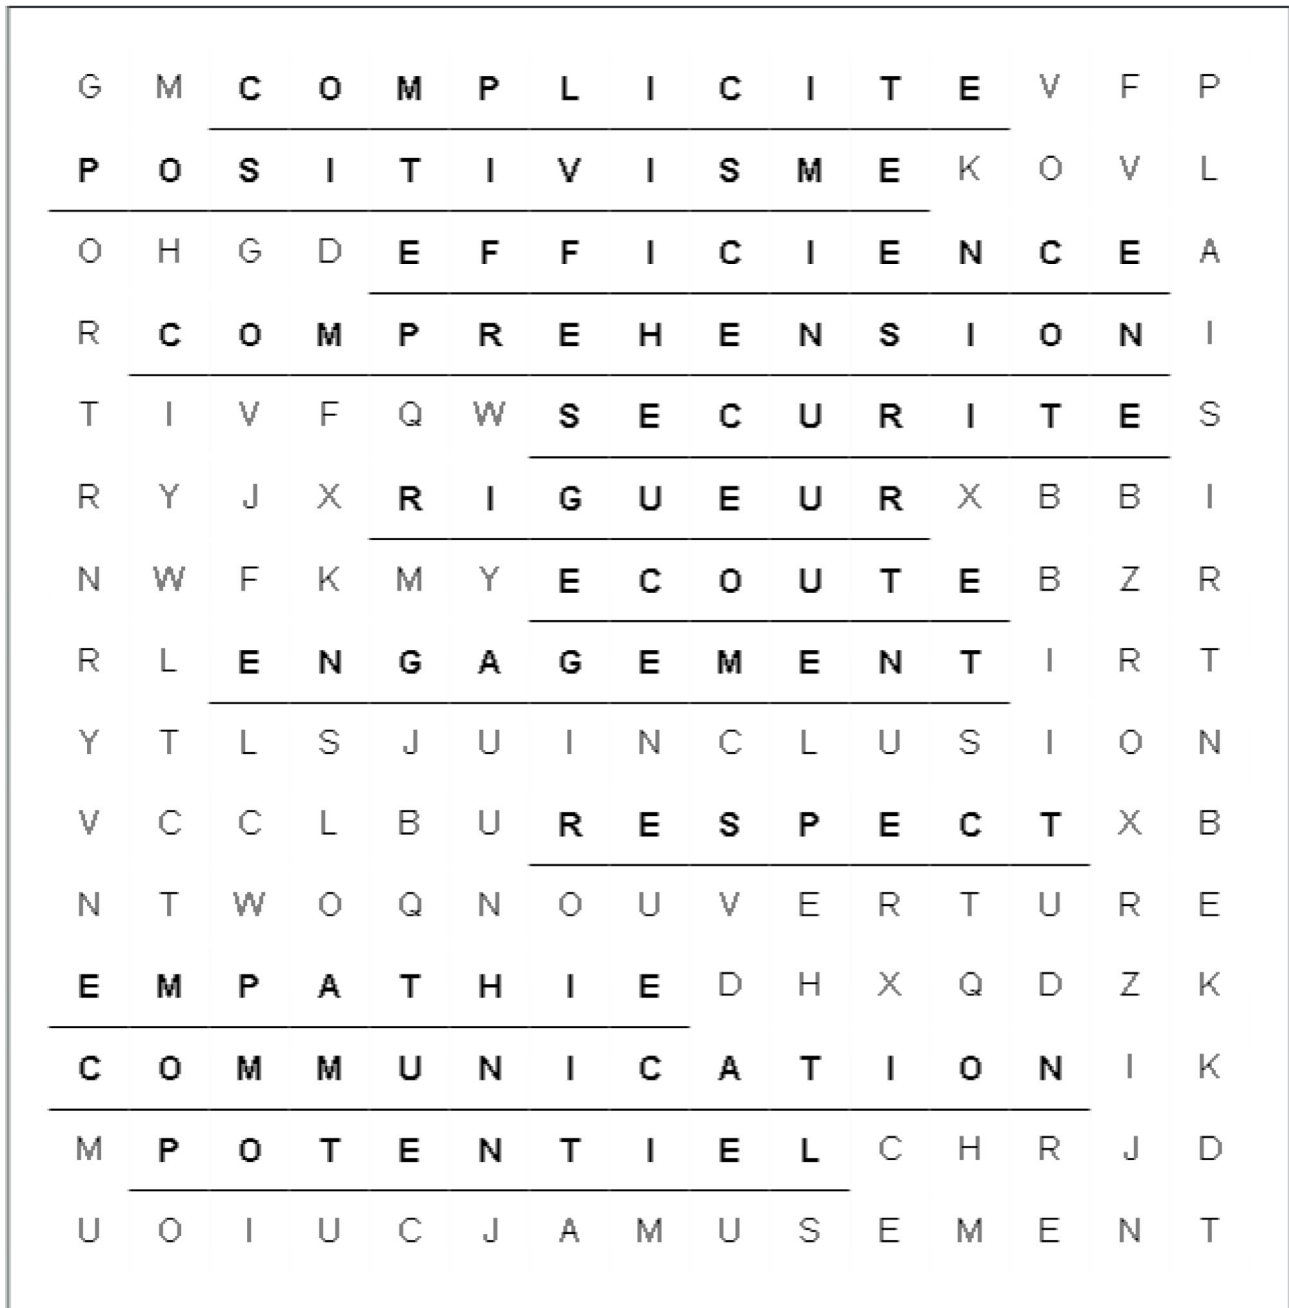 G M C O M P L I C I T E V F P
P O S I T I V I S M E K O V L
O H G D E F F I C I E N C E A
R C O M P R E H E N S I O N I
T I V F Q W S E C U R I T E S
R Y J X R I G U E U R X B B I
N W F K M Y E C O U T E B Z R
R L E N G A G E M E N T I R T
Y T L S J U I N C L U S I O N
V C C L B U R E S P E C T X B
N T W O Q N O U V E R T U R E
E M P A T H I E D H X Q D Z K
C O M M U N I C A T I O N I K
M P O T E N T I E L C H R J D
U O I U C J A M U S E M E N T